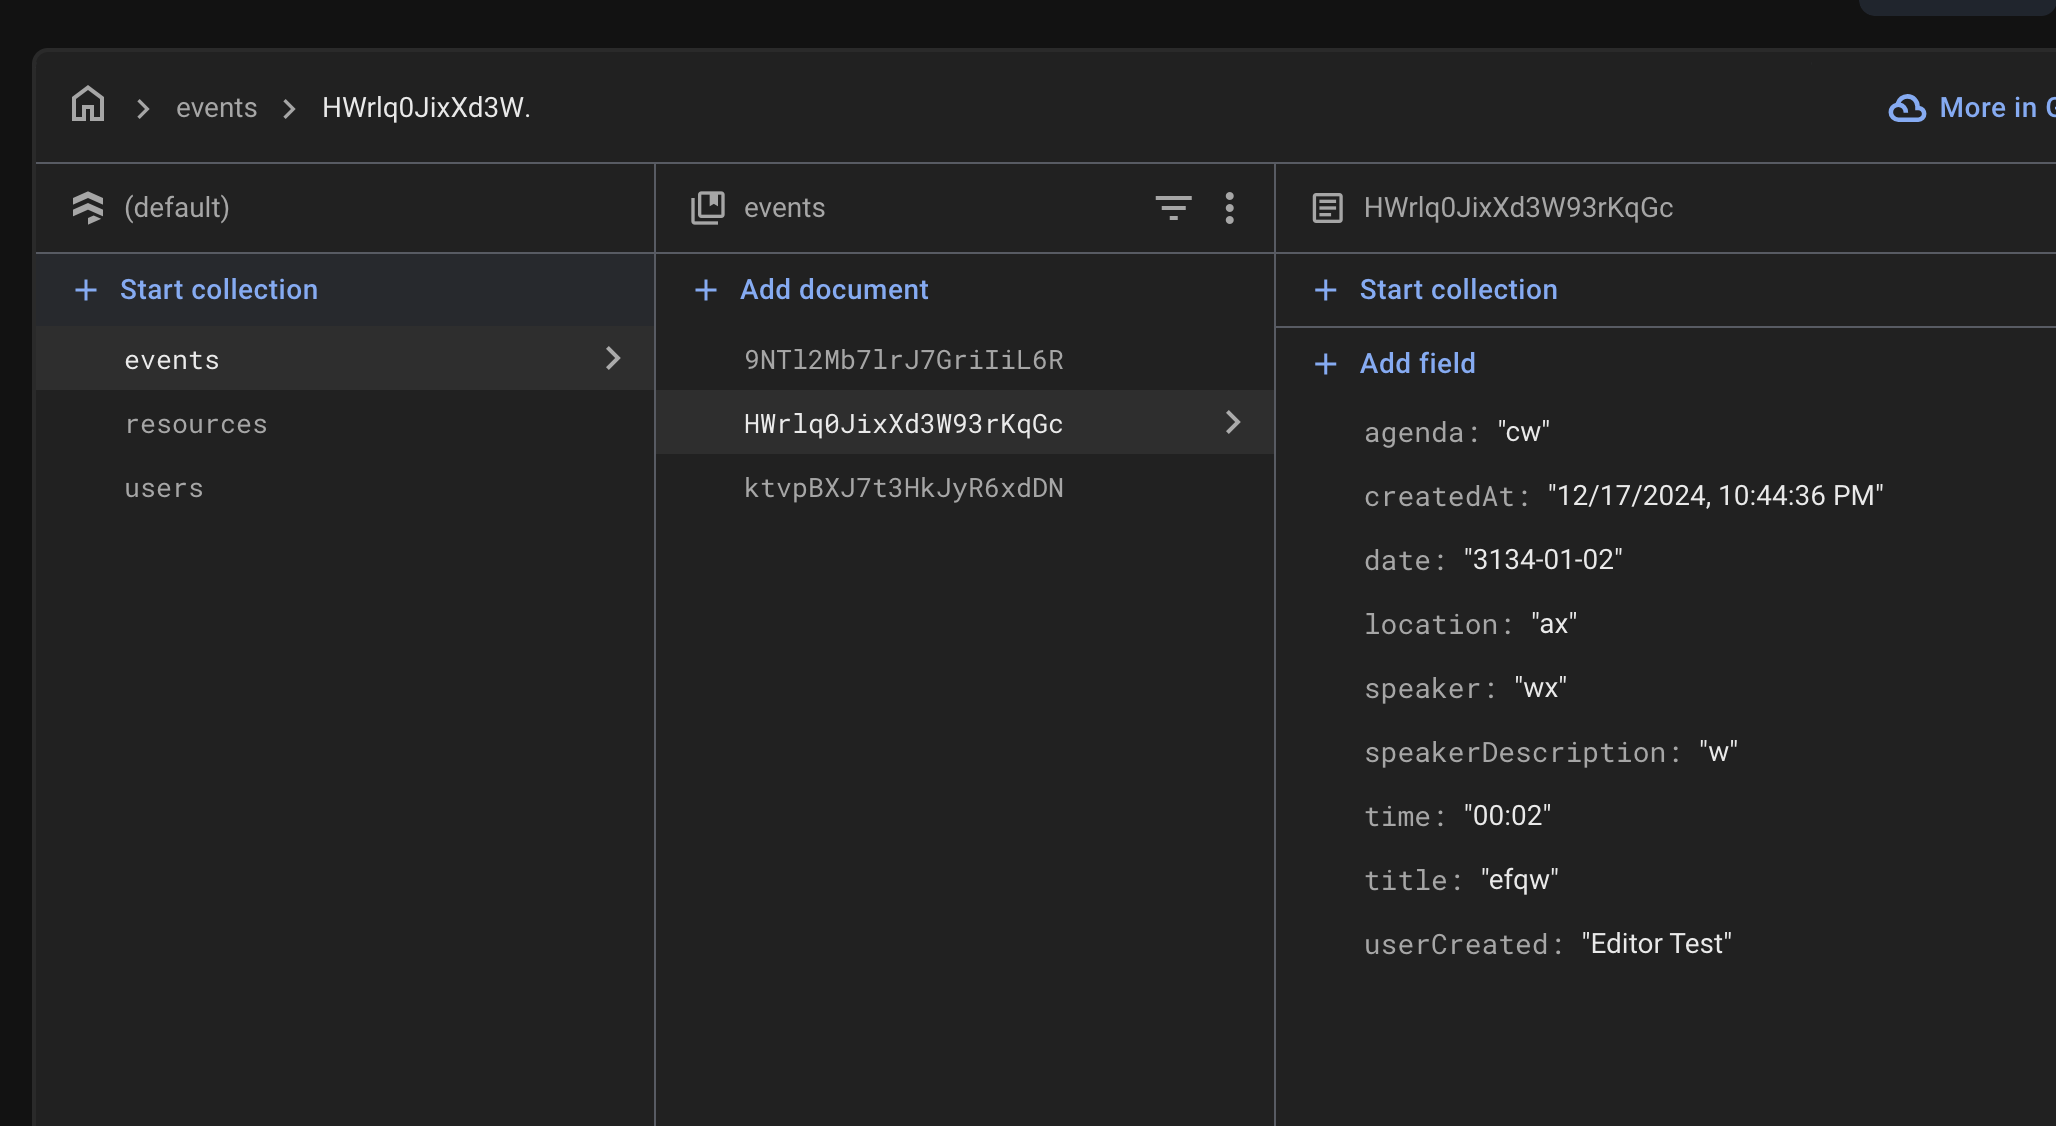 events HWrlq0JixXd3W.
More in
(default)
events
HWrlq0JixXd3W93rKqGc
Start collection
Add document
Start collection
events
resources
users
9NTl2Mb7lrJ7GriIiL6R
HWrlq0JixXd3W93rKqGc
ktvpBXJ7t3HkJyR6xdDN
Add field
agenda: "cw"
createdAt: "12/17/2024, 10:44:36 PM"
date: "3134-01-02"
location: "ax"
speaker: "wx"
speakerDescription: "w"
time: "00:02"
title: "efqw"
userCreated: "Editor Test"